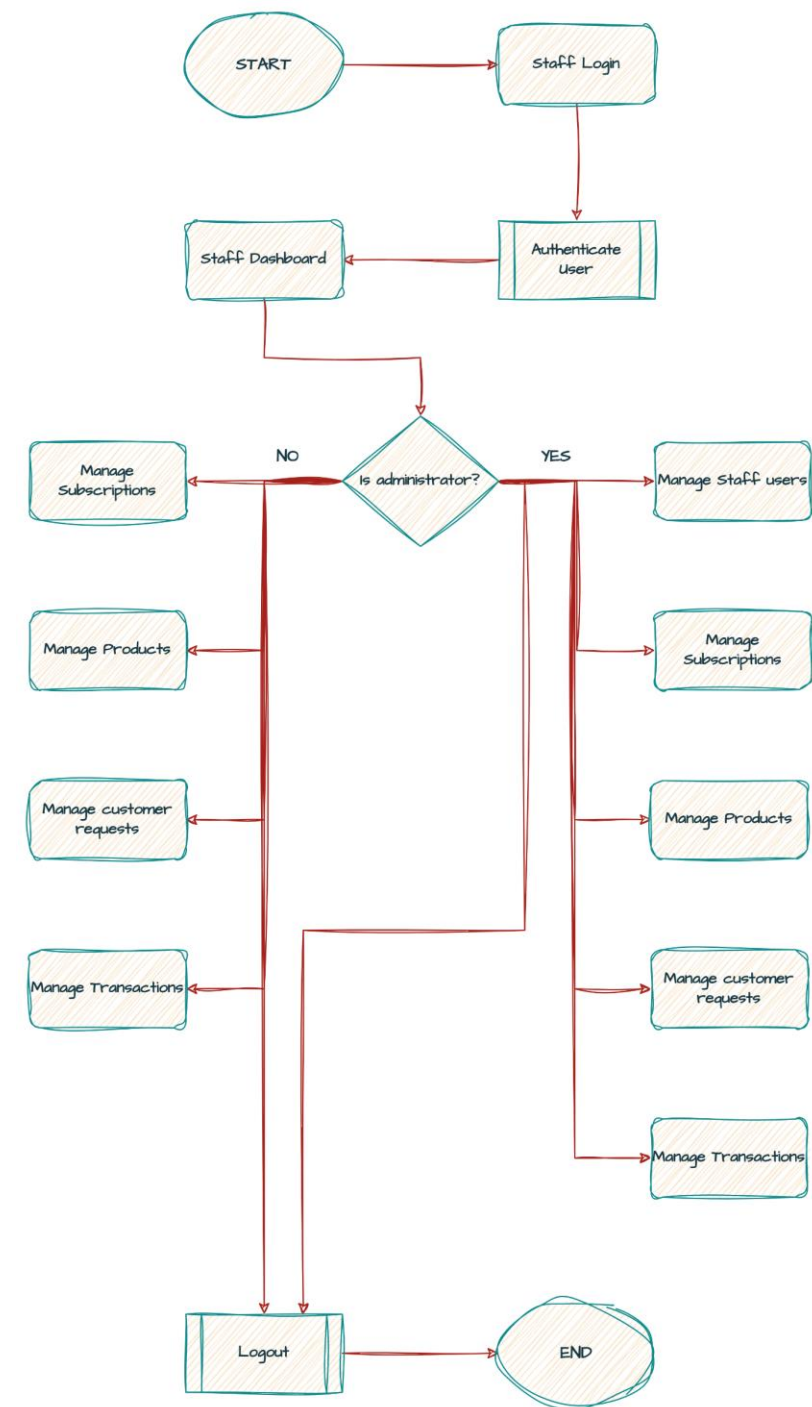 START
Staff Login
Staff Dashboard
Authenticate
User
NO
YES
Manage
Subscriptions
Is administrator?
Manage Staff users
Manage Products
Manage
Subscriptions
Manage customer
requests
Manage Products
Manage Transactions
Manage customer
requests
Manage Transactions
Logout
END